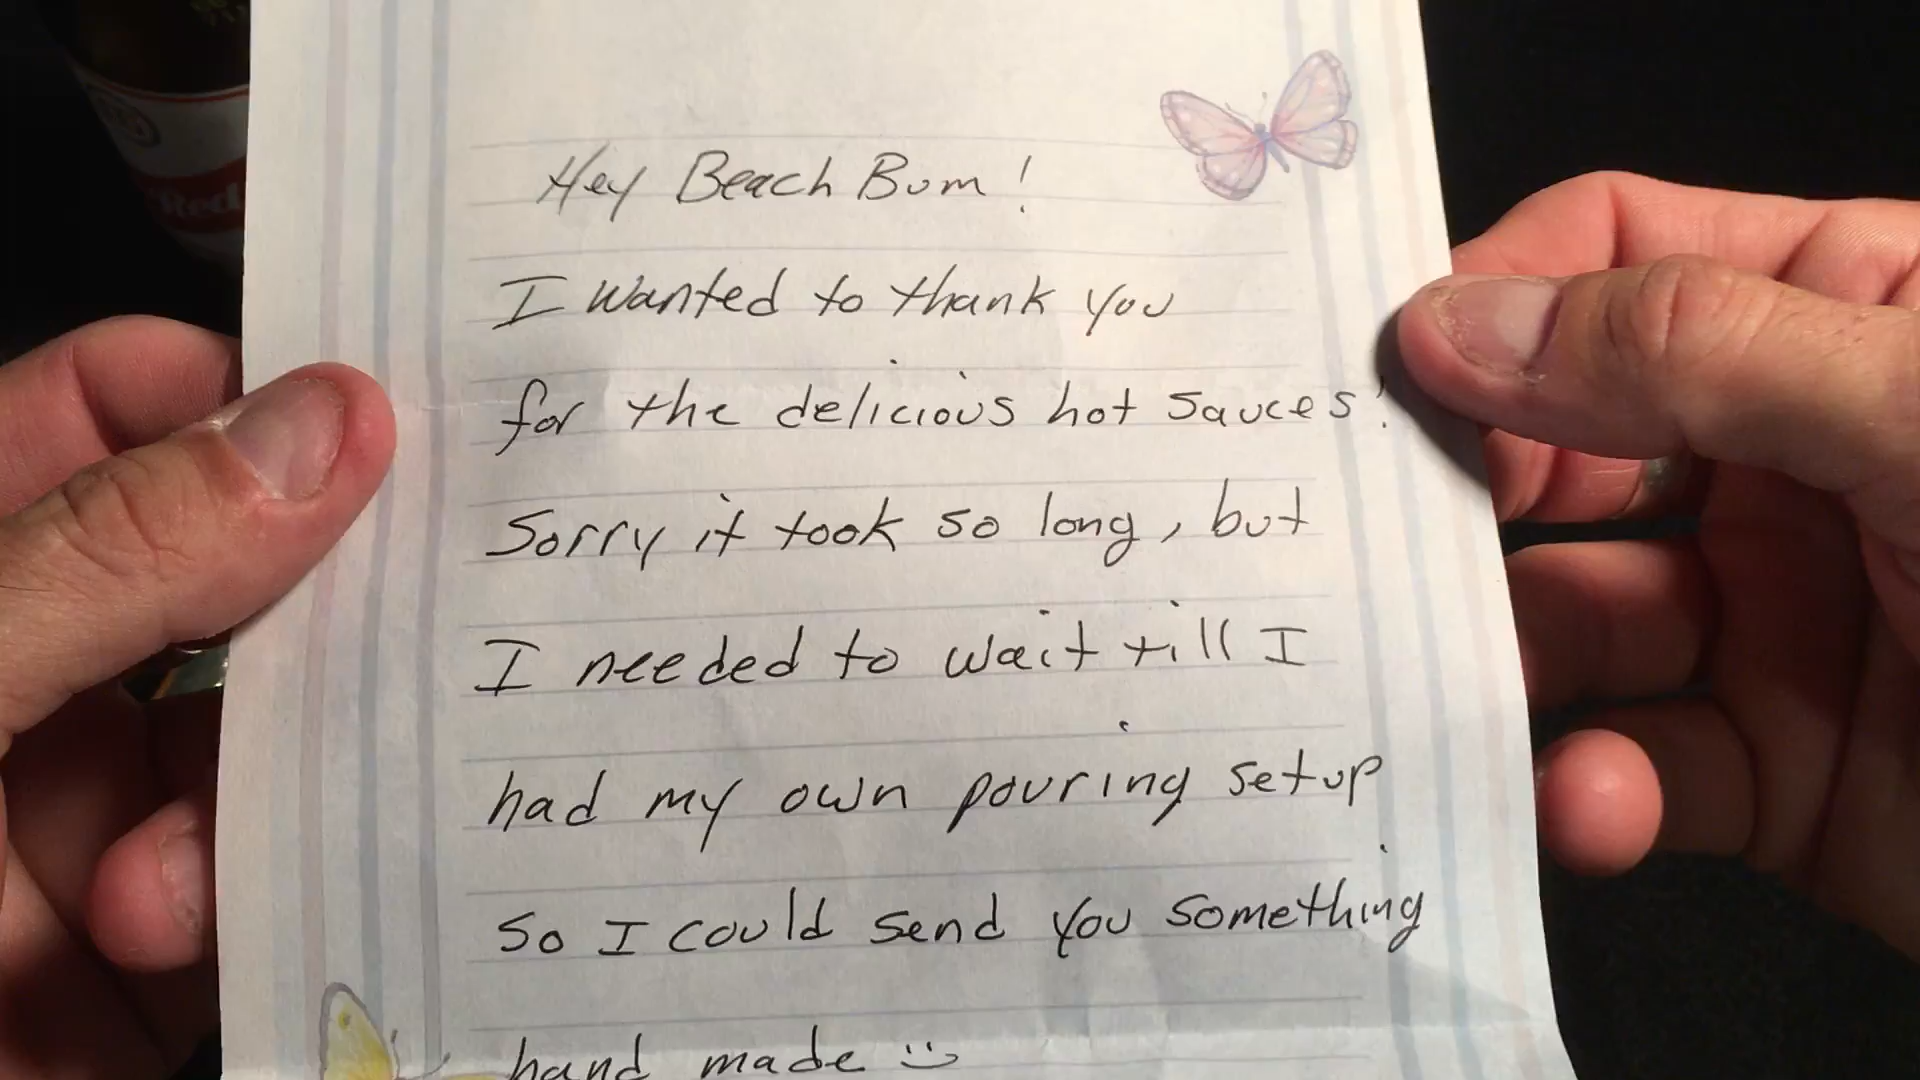 Red
Hey Beach Bum!
I wanted to thank you
for the delicious hot sauces!
Sorry it took so long, but
I needed to wait till I
had my own pouring setup
so I could send you something
hand made :)